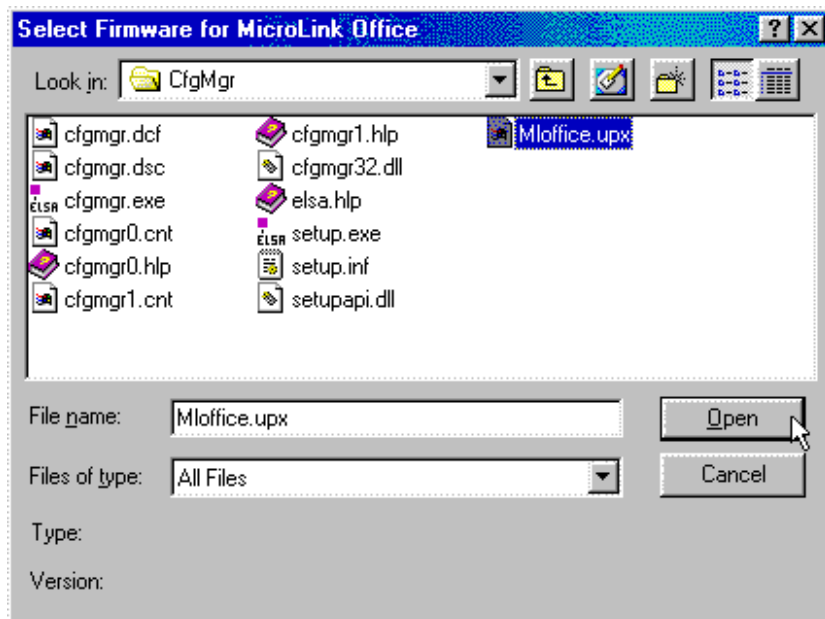 Select Firmware for MicroLink Office
Look in: CfgMgr
cfgmgr.dcf cfgmgr1.hlp Mloffice.upx
cfgmgr.dsc cfgmgr32.dll
ELSA cfgmgr.exe elsa.hlp
cfgmgr0.cnt ELSA setup.exe
cfgmgr0.hlp setup.inf
cfgmgr1.cnt setupapi.dll
File name: Mloffice.upx Open
Files of type: All Files Cancel
Type:
Version: